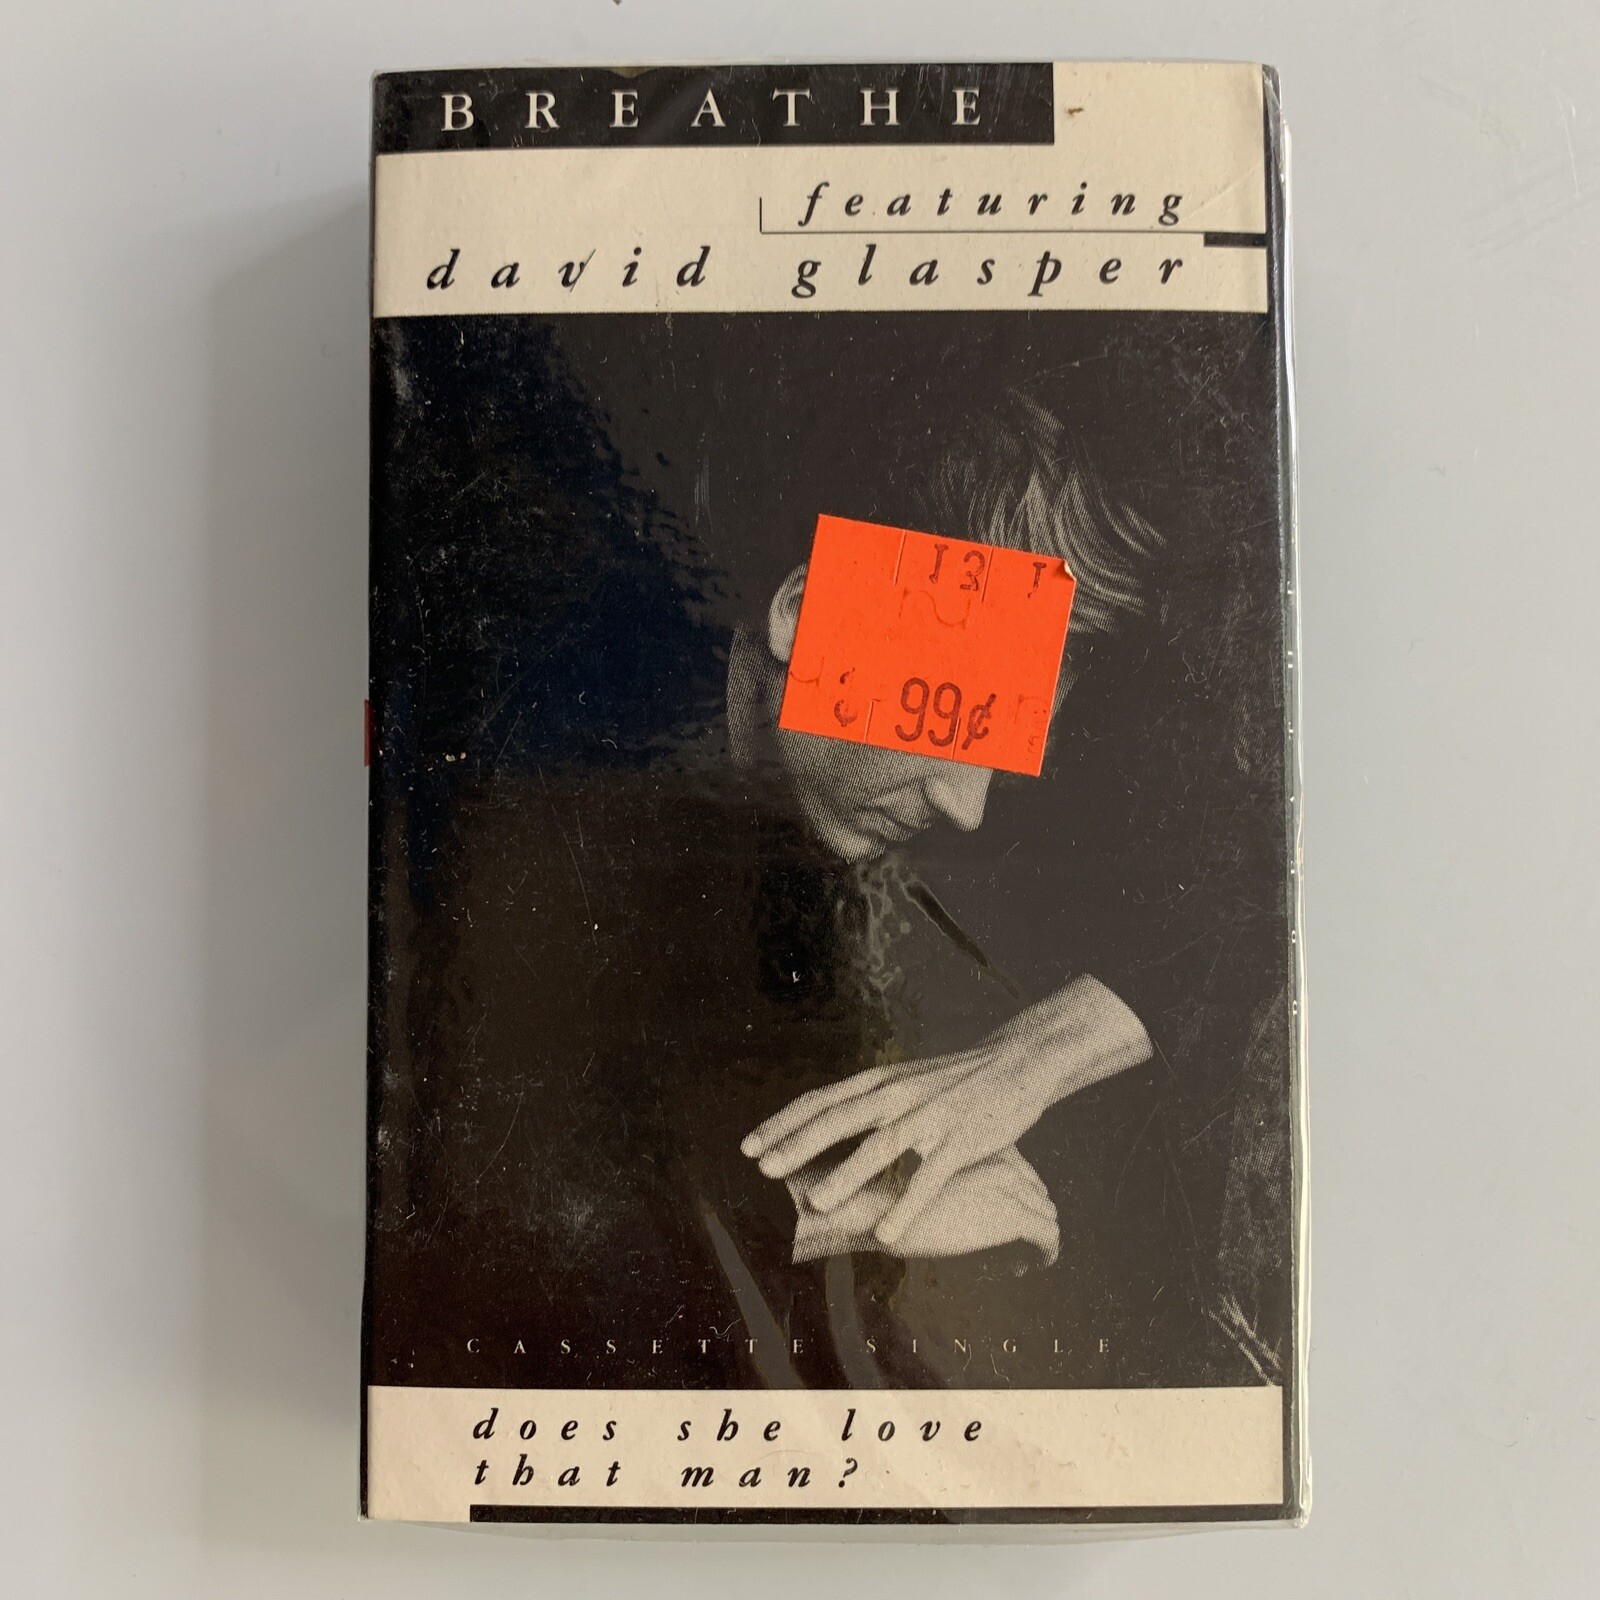 BREATHE
featuring
david glasper
99¢
CASSETTE SINGLE
does she love
that man?